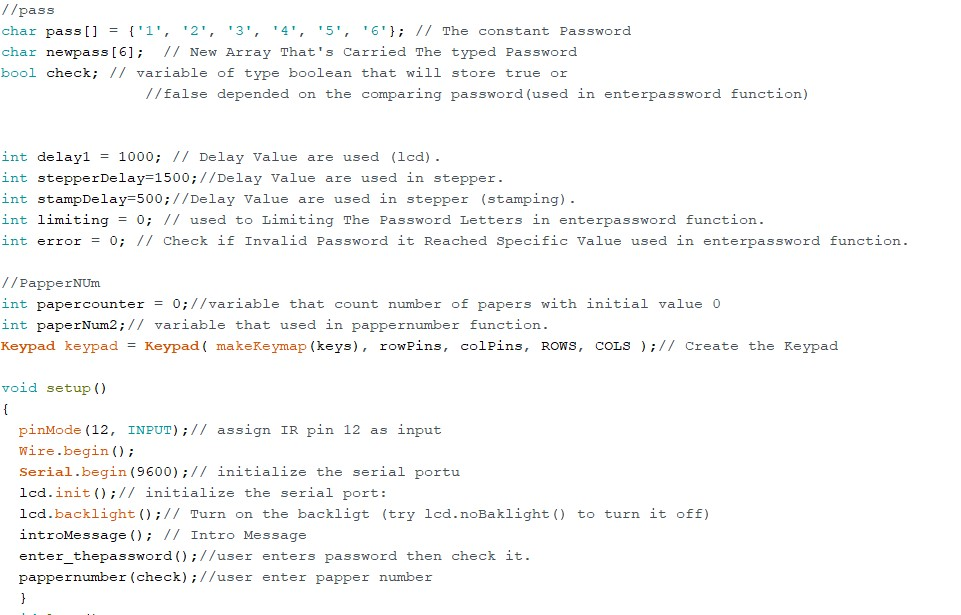 //pass
char pass[] = {'1', '2', '3', '4', '5', '6'}; // The constant Password
char newpass[6];  // New Array That's Carried The typed Password
bool check; // variable of type boolean that will store true or
//false depended on the comparing password(used in enterpassword function)
int delay1 = 1000; // Delay Value are used (lcd).
int stepperDelay=1500;//Delay Value are used in stepper.
int stampDelay=500;//Delay Value are used in stepper (stamping).
int limiting = 0; // used to Limiting The Password Letters in enterpassword function.
int error = 0; // Check if Invalid Password it Reached Specific Value used in enterpassword function.
//PapperNUm
int papercounter = 0;//variable that count number of papers with initial value 0
int paperNum2;// variable that used in pappernumber function.
Keypad keypad = Keypad( makeKeymap(keys), rowPins, colPins, ROWS, COLS );// Create the Keypad
void setup()
{
pinMode(12, INPUT);// assign IR pin 12 as input
Wire.begin();
Serial.begin(9600);// initialize the serial portu
lcd.init();// initialize the serial port:
lcd.backlight();// Turn on the backligt (try lcd.noBaklight() to turn it off)
introMessage(); // Intro Message
enter_thepassword();//user enters password then check it.
pappernumber(check);//user enter papper number
}